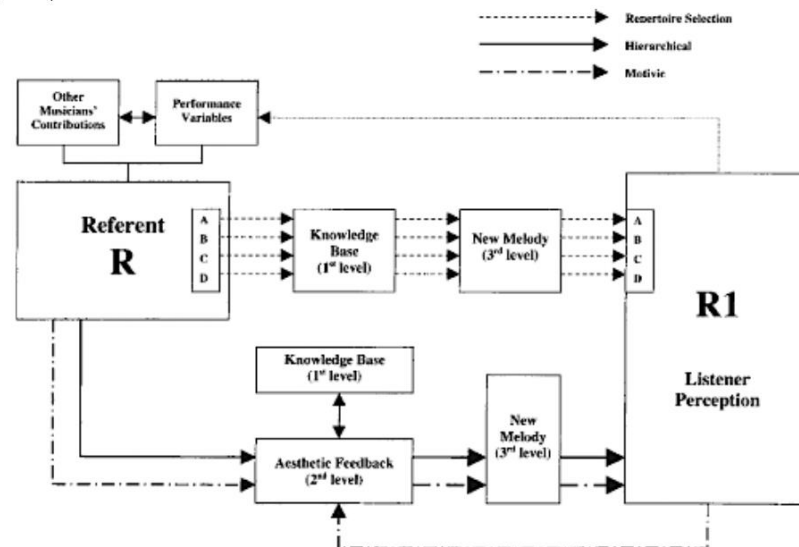 Repertoire Selection
Hierarchical
Motivic
Other
Musicians'
Contributions
Performance
Variables
Referent
R
A
B
C
D
Knowledge
Base
(1st level)
New Melody
(3rd level)
A
B
C
D
R1
Listener
Perception
Knowledge Base
(1st level)
Aesthetic Feedback
(2nd level)
New
Melody
(3rd level)